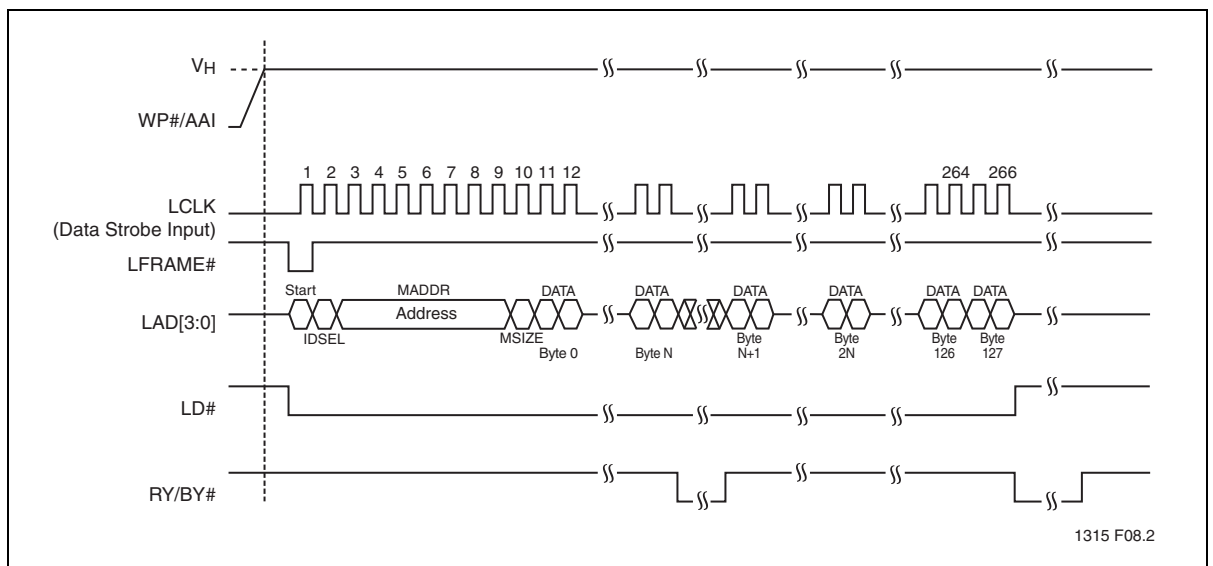 VH
WP#/AAI
1 2 3 4 5 6 7 8 9 10 11 12 264 266
LCLK
(Data Strobe Input)
LFRAME#
Start MADDR DATA DATA DATA DATA DATA DATA
LAD[3:0] Address
IDSEL MSIZE Byte 0 Byte N Byte N+1 Byte 2N Byte 126 Byte 127
LD#
RY/BY#
1315 F08.2